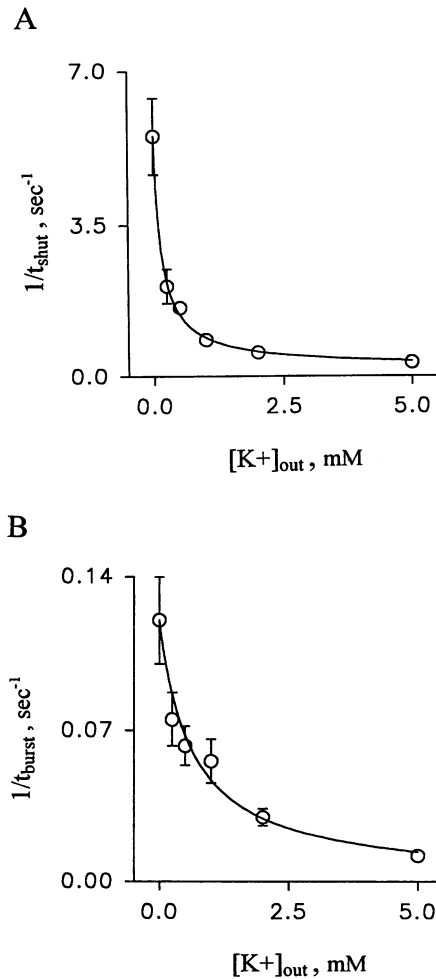 A
7.0
3.5
0.0
1/t_shut , sec⁻¹
0.0 2.5 5.0
[K+]_out , mM
B
0.14
0.07
0.00
1/t_burst , sec⁻¹
0.0 2.5 5.0
[K+]_out , mM